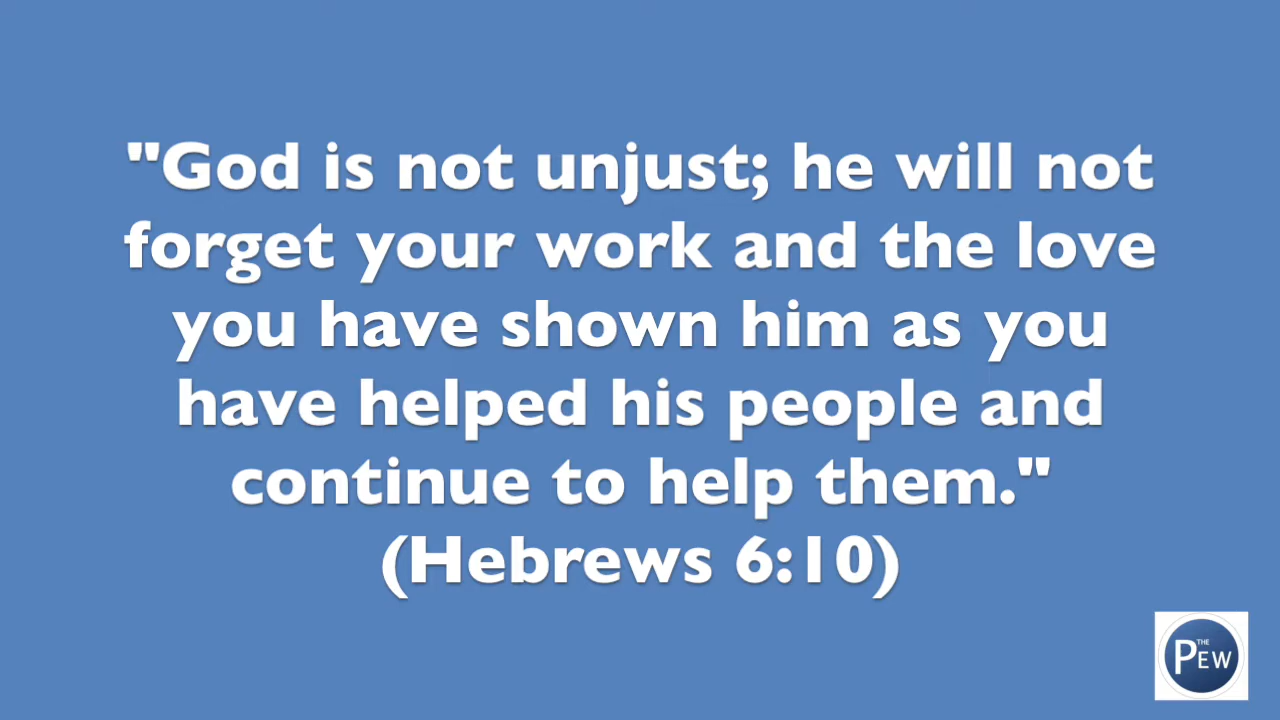 "God is not unjust; he will not
forget your work and the love
you have shown him as you
have helped his people and
continue to help them."
(Hebrews 6:10)
THE
PEW